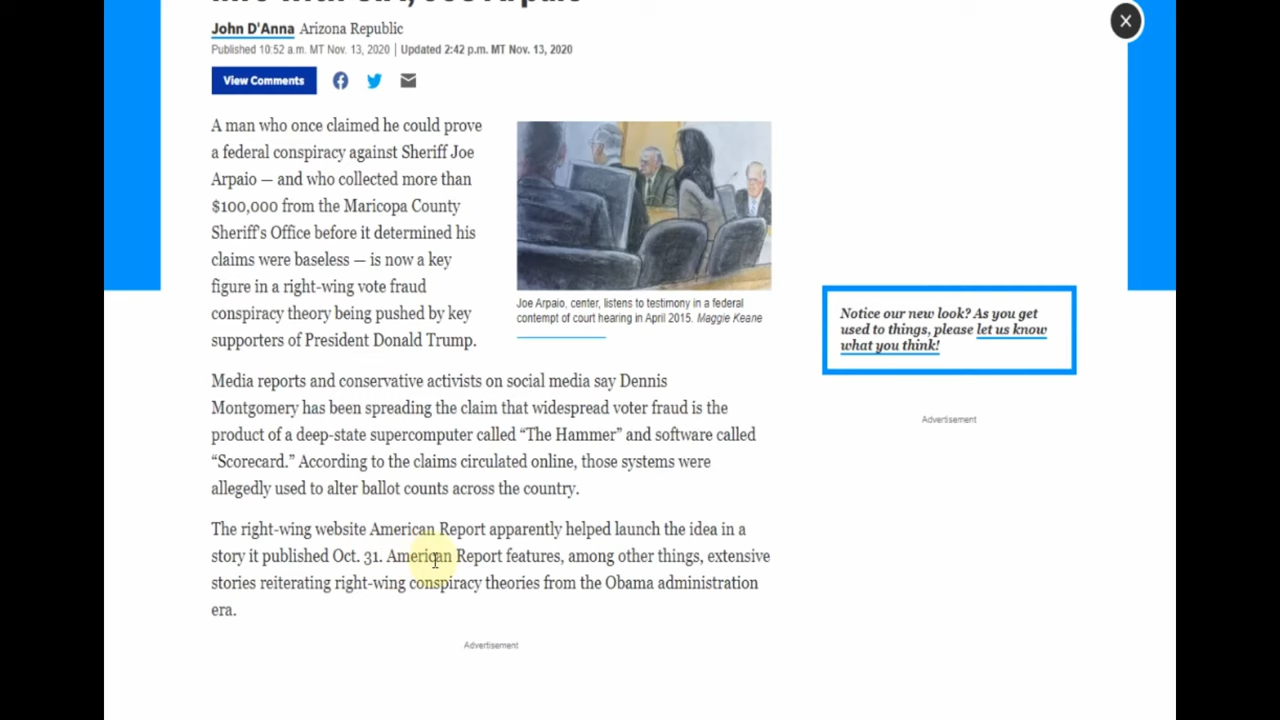 John D'Anna Arizona Republic
Published 10:52 a.m. MT Nov. 13, 2020 | Updated 2:42 p.m. MT Nov. 13, 2020
View Comments
A man who once claimed he could prove
a federal conspiracy against Sheriff Joe
Arpaio — and who collected more than
$100,000 from the Maricopa County
Sheriff's Office before it determined his
claims were baseless — is now a key
figure in a right-wing vote fraud
conspiracy theory being pushed by key
supporters of President Donald Trump.
Joe Arpaio, center, listens to testimony in a federal
contempt of court hearing in April 2015. Maggie Keane
Media reports and conservative activists on social media say Dennis
Montgomery has been spreading the claim that widespread voter fraud is the
product of a deep-state supercomputer called “The Hammer” and software called
“Scorecard.” According to the claims circulated online, those systems were
allegedly used to alter ballot counts across the country.
The right-wing website American Report apparently helped launch the idea in a
story it published Oct. 31. American Report features, among other things, extensive
stories reiterating right-wing conspiracy theories from the Obama administration
era.
Advertisement
Notice our new look? As you get
used to things, please let us know
what you think!
Advertisement